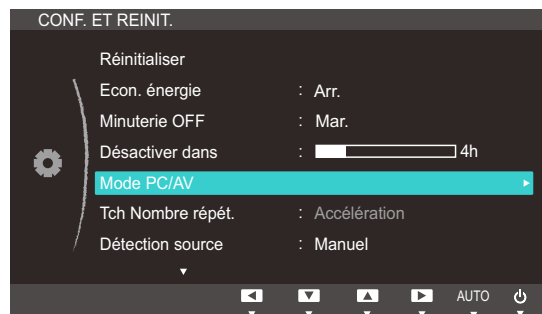 CONF. ET REINIT.
Réinitialiser
Econ. énergie : Arr.
Minuterie OFF : Mar.
Désactiver dans : 4h
Mode PC/AV
Tch Nombre répét. : Accélération
Détection source : Manuel
AUTO